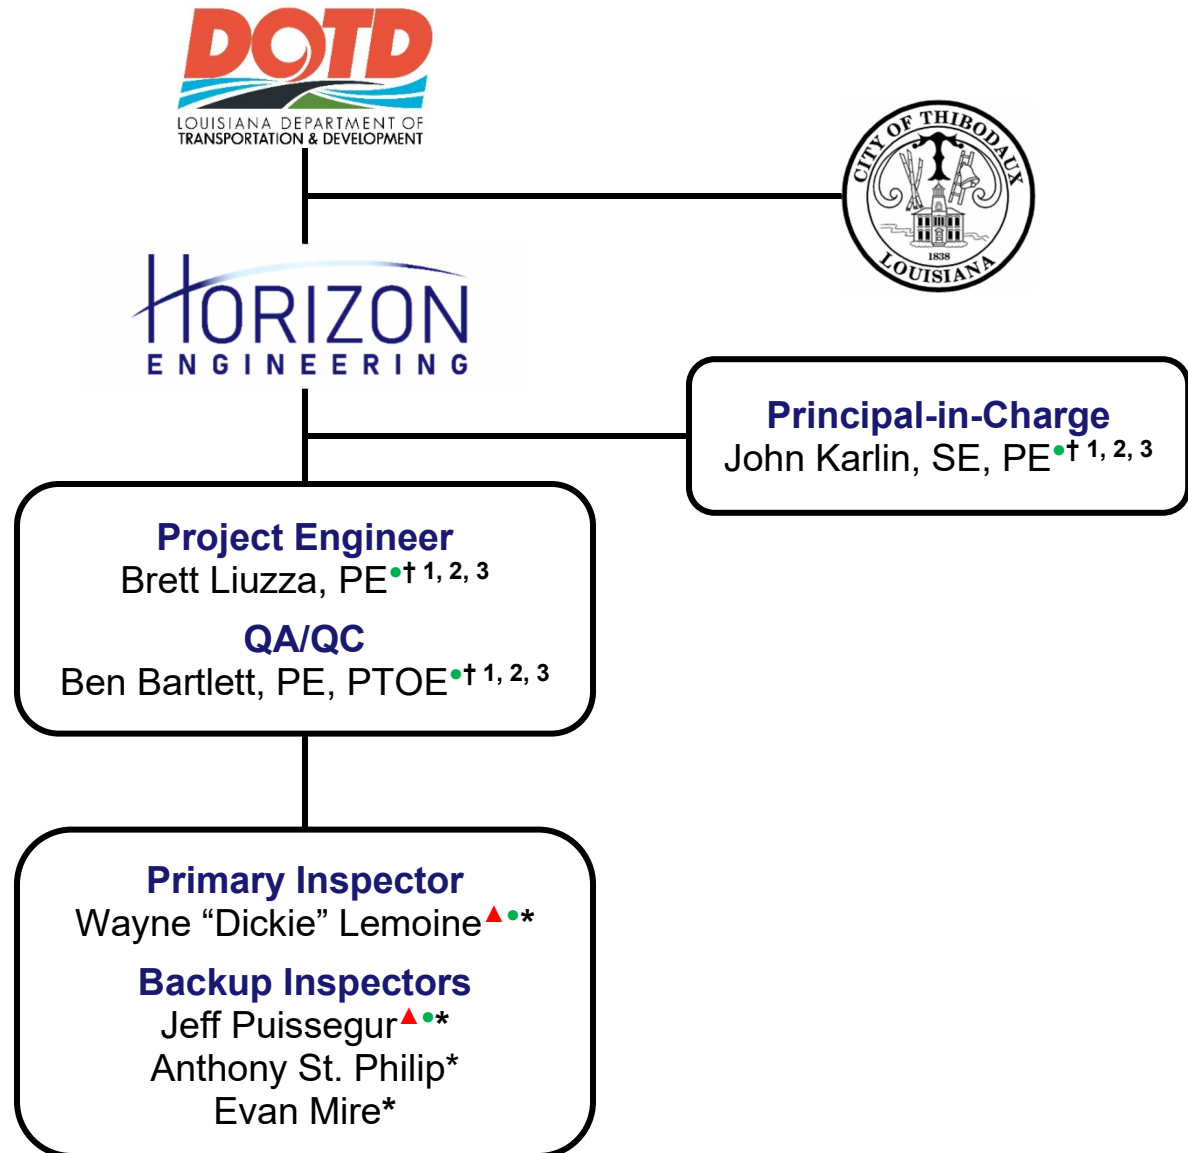 DOTD
LOUISIANA DEPARTMENT OF
TRANSPORTATION & DEVELOPMENT
CITY OF THIBODAUX
T
1838
LOUISIANA
HORIZON
ENGINEERING
Principal-in-Charge
John Karlin, SE, PE•† 1, 2, 3
Project Engineer
Brett Liuzza, PE•† 1, 2, 3
QA/QC
Ben Bartlett, PE, PTOE•† 1, 2, 3
Primary Inspector
Wayne “Dickie” Lemoine▲•*
Backup Inspectors
Jeff Puissegur▲•*
Anthony St. Philip*
Evan Mire*